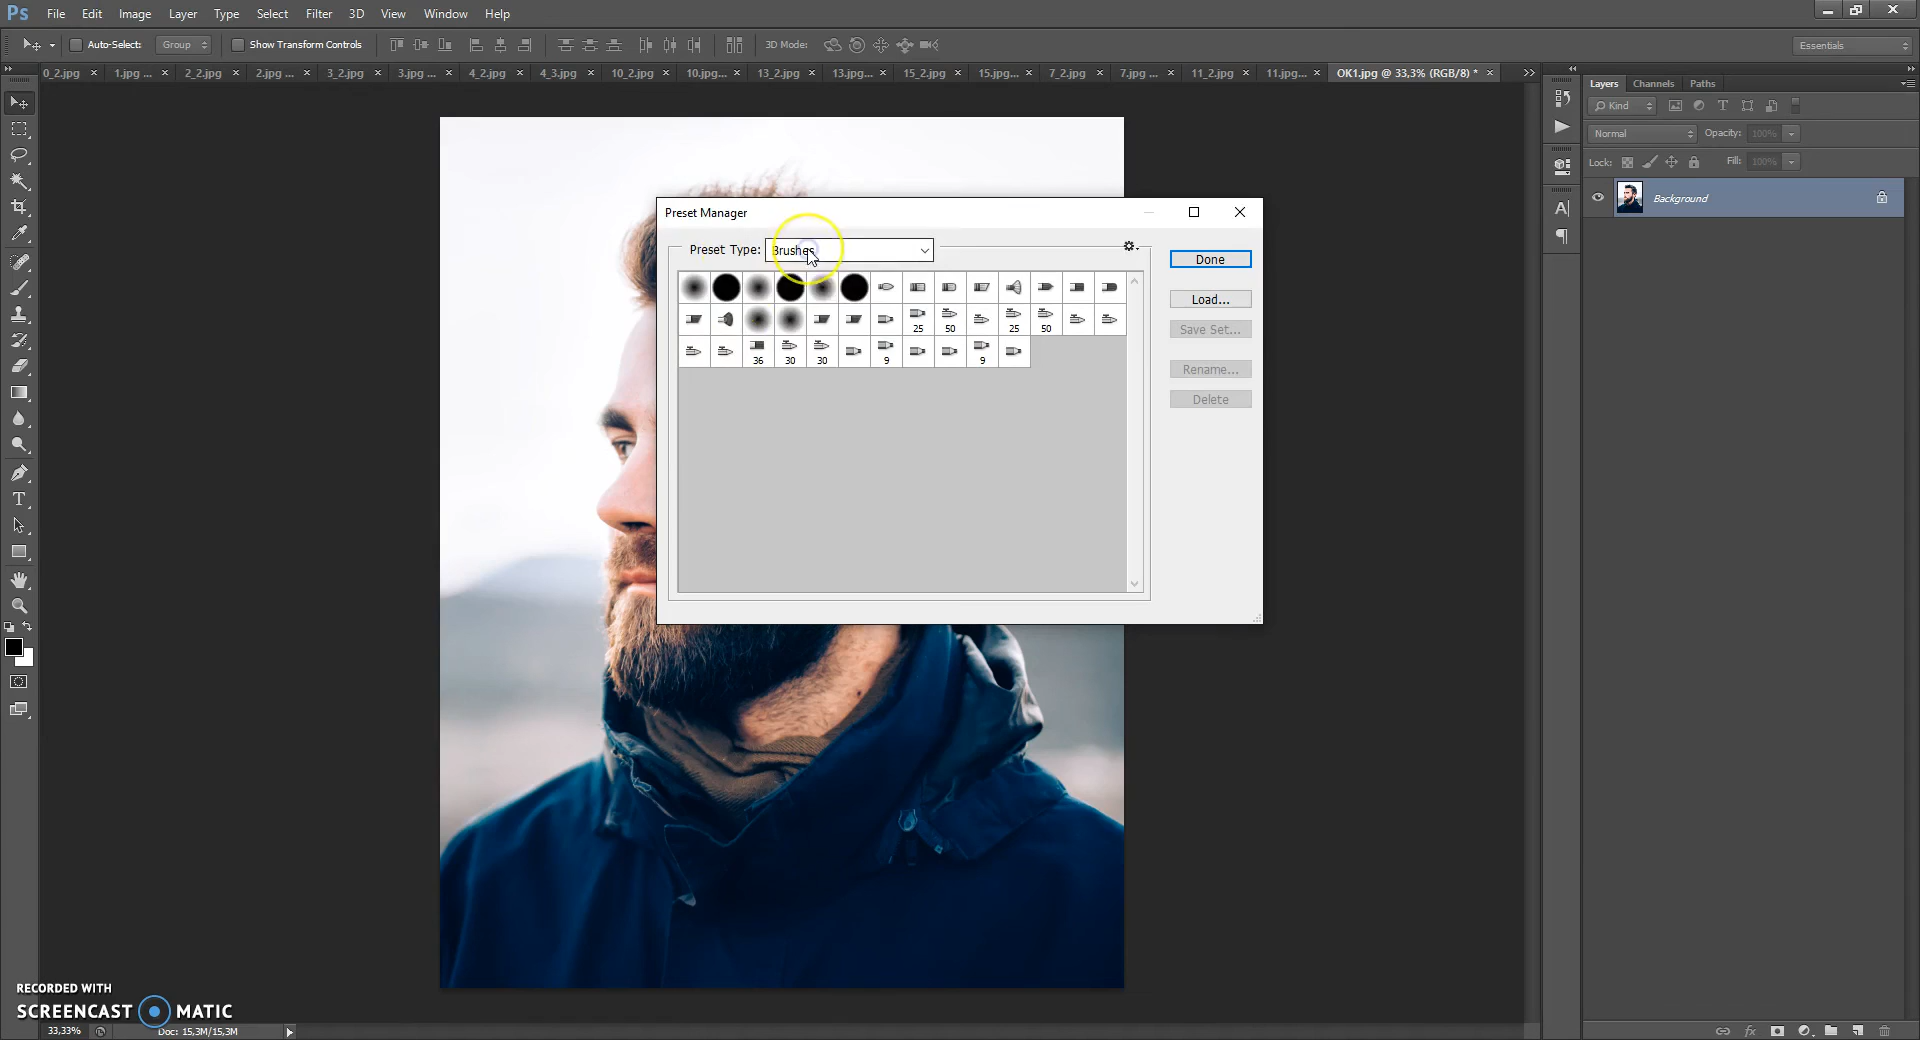 Ps File Edit Image Layer Type Select Filter 3D View Window Help
Auto-Select: Group Show Transform Controls 3D Mode: Essentials
0_2.jpg 1.jpg ... 2_2.jpg 2.jpg ... 3_2.jpg 3.jpg ... 4_2.jpg 4_3.jpg 10_2.jpg 10.jpg... 13_2.jpg 13.jpg... 15_2.jpg 15.jpg... 7_2.jpg 7.jpg ... 11_2.jpg 11.jpg... OK1.jpg @ 33,3% (RGB/8) *
Layers Channels Paths
Kind
Normal Opacity: 100%
Lock: Fill: 100%
Background
Preset Manager
Preset Type: Brushes
Done
Load...
Save Set...
Rename...
Delete
25 50 25 50
36 30 30 9 9
RECORDED WITH
SCREENCAST MATIC
33,33% Doc: 15,3M/15,3M